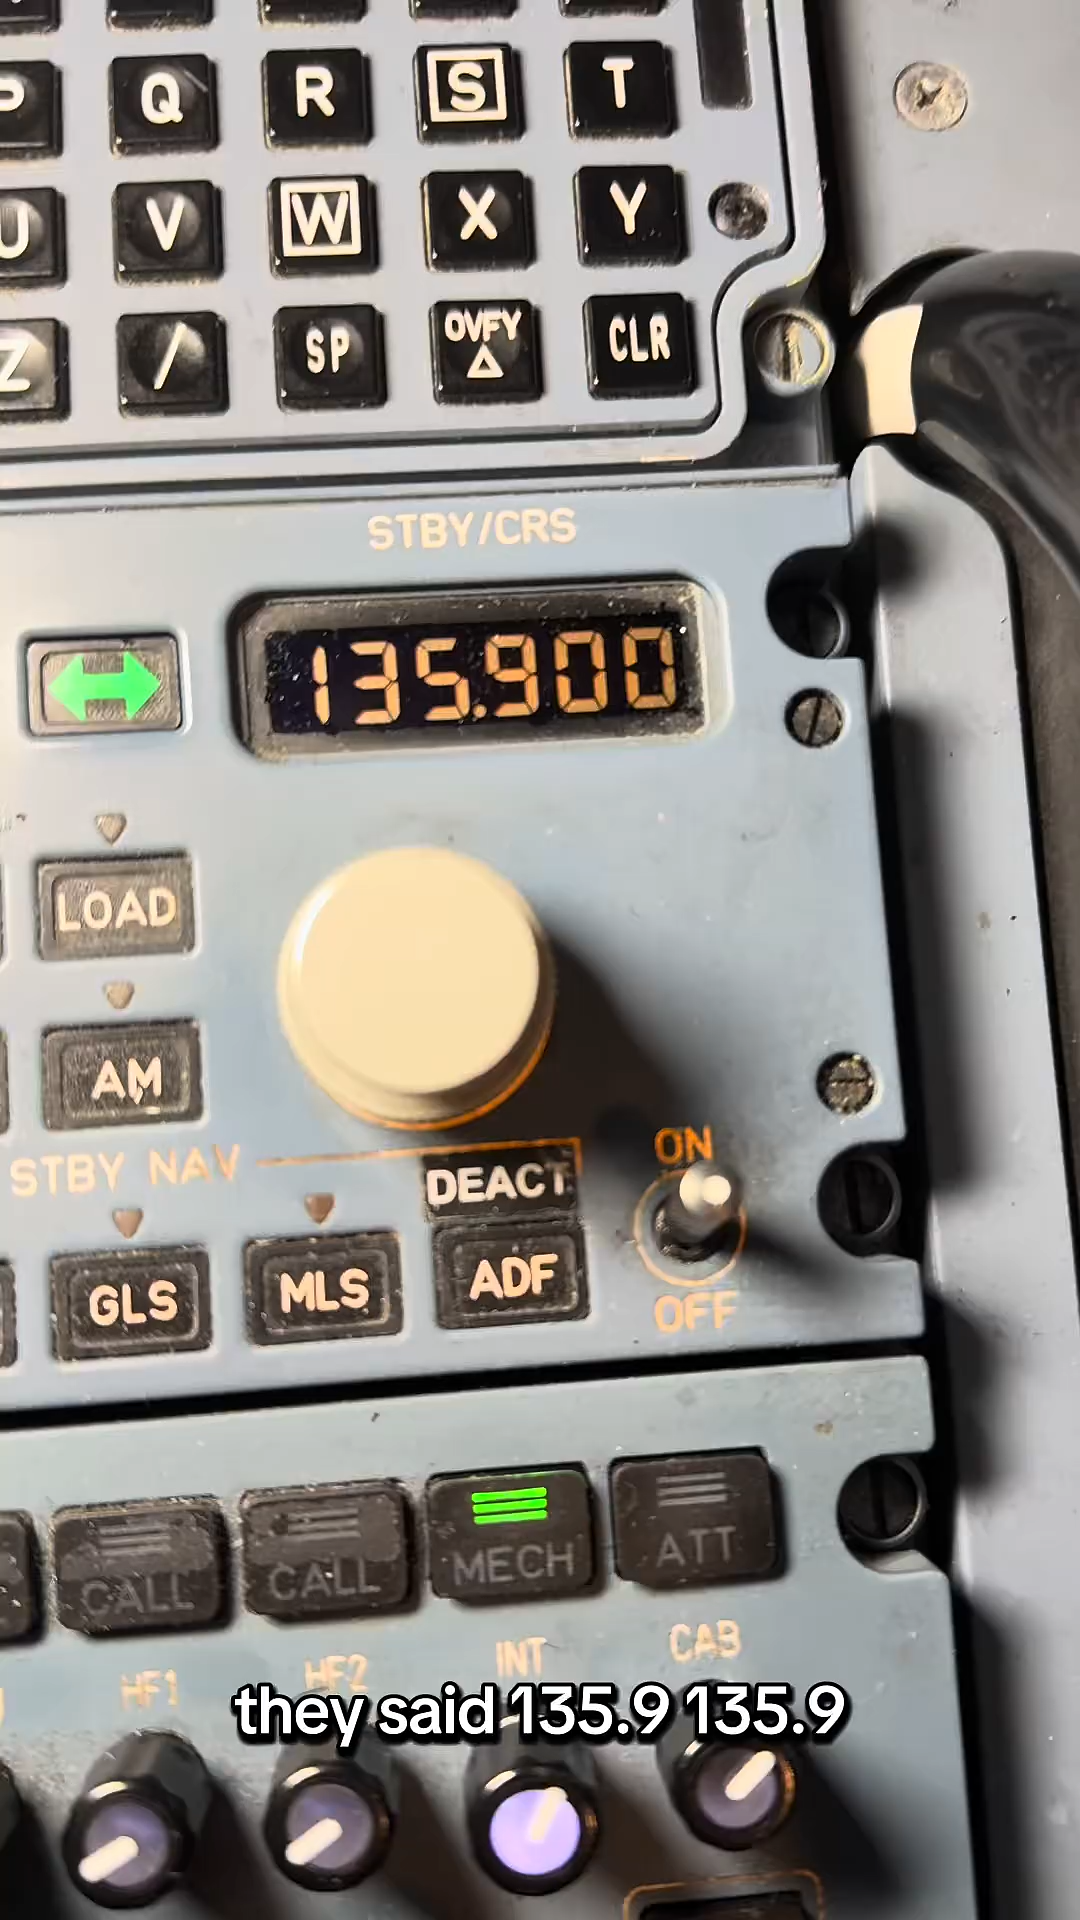 P Q R S T
U V W X Y
Z / SP OVFY △ CLR
STBY/CRS
135.900
LOAD
AM
STBY NAV
DEACT
ON
GLS MLS ADF
OFF
CALL CALL MECH ATT
HF1 HF2 INT CAB
they said 135.9 135.9